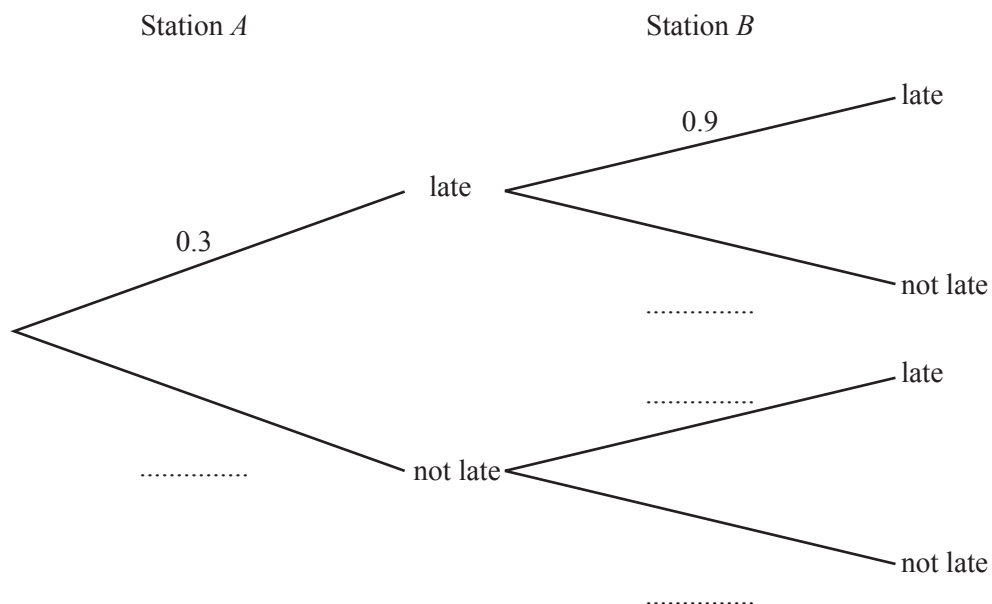 Station A
Station B
late
0.9
late
0.3
not late
....................
late
....................
not late
....................
not late
....................